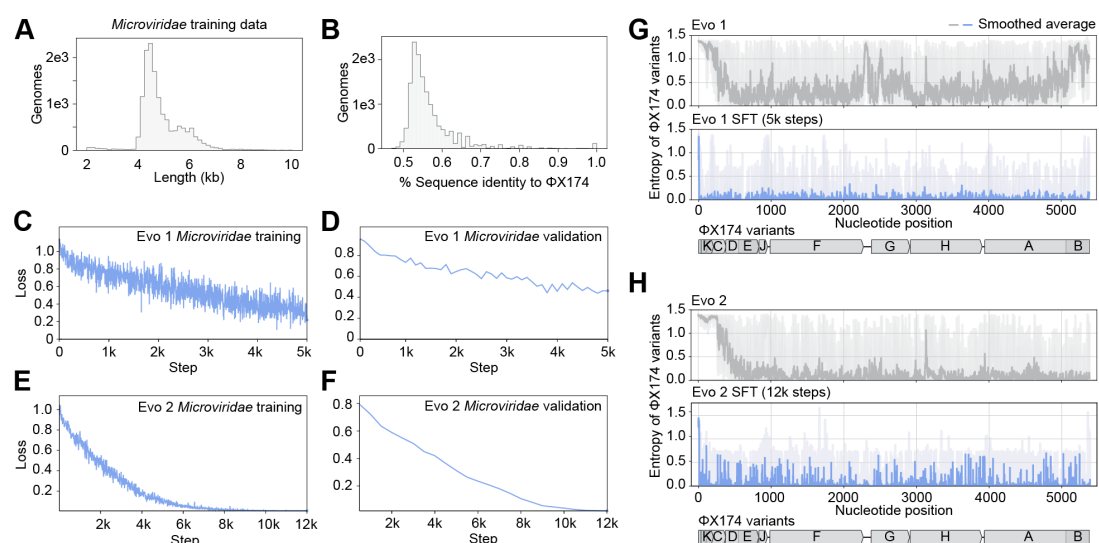 A
Microviridae training data
Genomes
2e3
1e3
0
2
4
6
8
10
Length (kb)
B
Genomes
2e3
1e3
0
0.5
0.6
0.7
0.8
0.9
1.0
% Sequence identity to ΦX174
C
Evo 1 Microviridae training
Loss
1.0
0.8
0.6
0.4
0.2
0
0
1k
2k
3k
4k
5k
Step
D
Evo 1 Microviridae validation
0.8
0.6
0.4
0.2
0
0
1k
2k
3k
4k
5k
Step
E
Evo 2 Microviridae training
Loss
1.0
0.8
0.6
0.4
0.2
2k
4k
6k
8k
10k
12k
Step
F
Evo 2 Microviridae validation
0.8
0.6
0.4
0.2
2k
4k
6k
8k
10k
12k
Step
G
Evo 1
Smoothed average
Entropy of ΦX174 variants
1.5
1.0
0.5
0.0
Evo 1 SFT (5k steps)
1.5
1.0
0.5
0.0
0
1000
2000
3000
4000
5000
Nucleotide position
ΦX174 variants
K C D E J F G H A B
H
Evo 2
Entropy of ΦX174 variants
1.5
1.0
0.5
0.0
Evo 2 SFT (12k steps)
1.5
1.0
0.5
0.0
0
1000
2000
3000
4000
5000
Nucleotide position
ΦX174 variants
K C D E J F G H A B